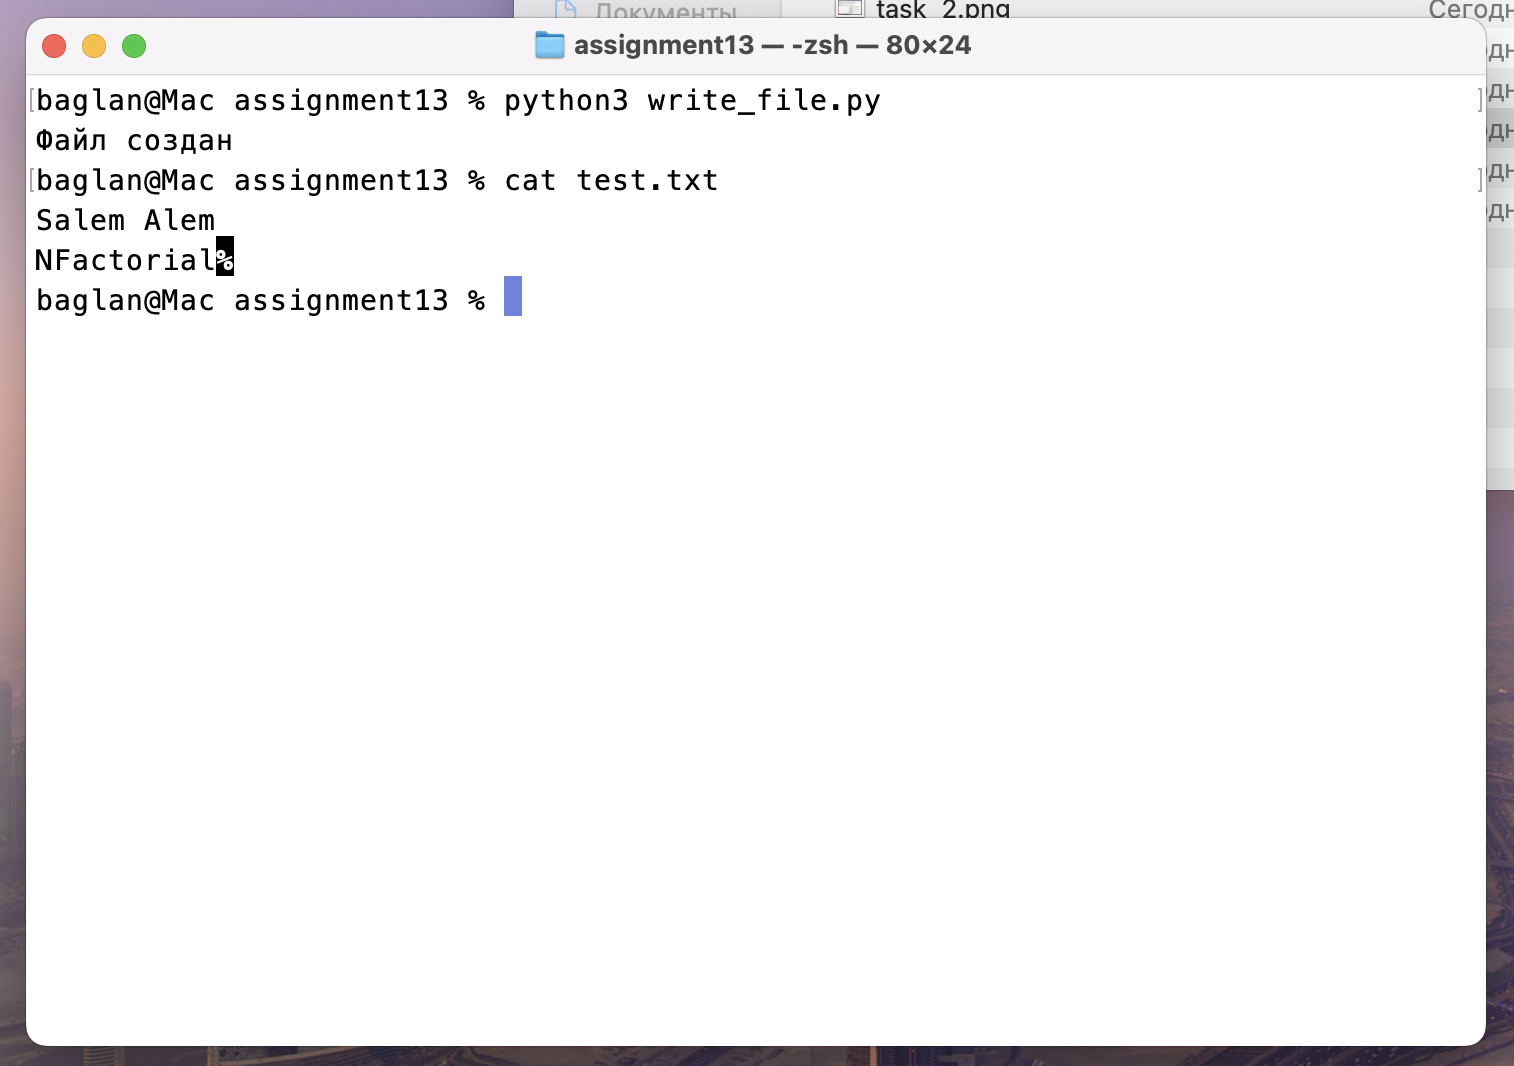 Документы
task_2.png
assignment13 — -zsh — 80×24
[baglan@Mac assignment13 % python3 write_file.py ]
Файл создан
[baglan@Mac assignment13 % cat test.txt ]
Salem Alem
NFactorial%
baglan@Mac assignment13 %